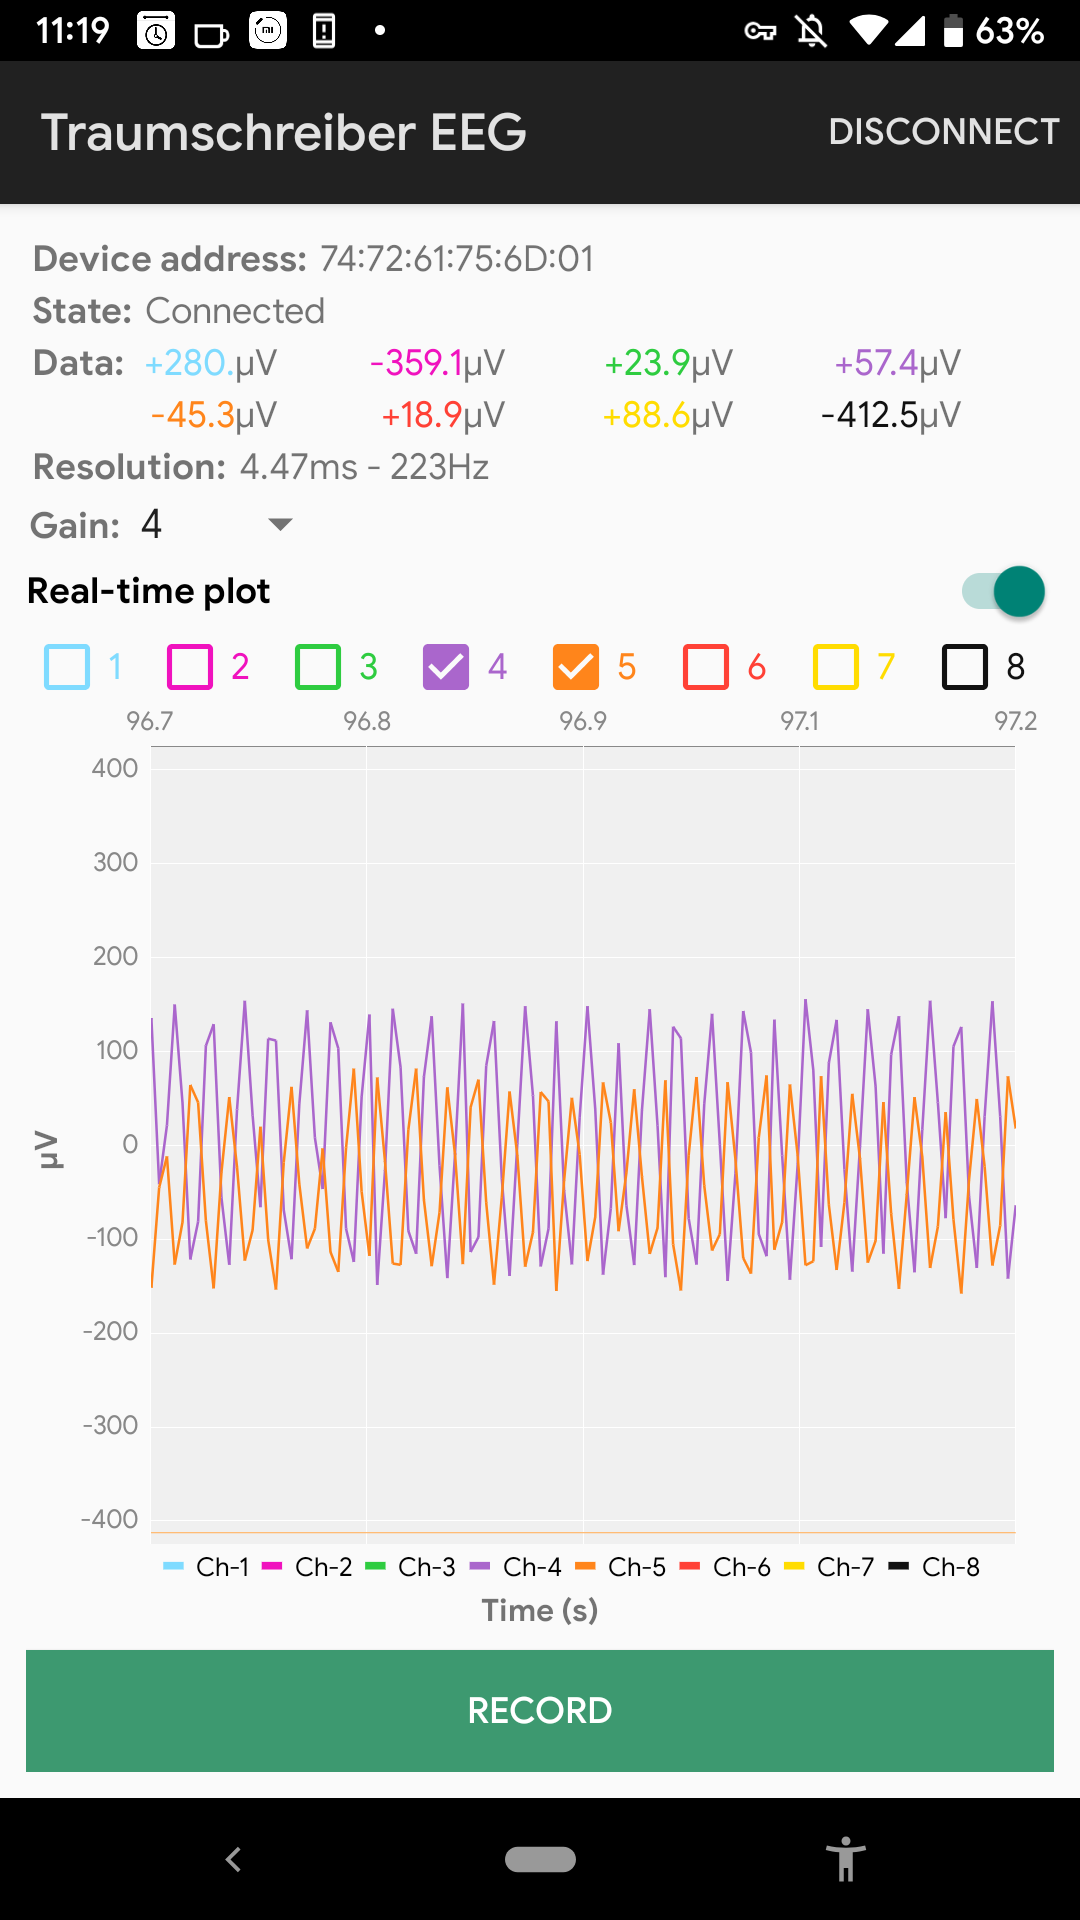 11:19 63%
Traumschreiber EEG DISCONNECT
Device address: 74:72:61:75:6D:01
State: Connected
Data: +280.µV -359.1µV +23.9µV +57.4µV
-45.3µV +18.9µV +88.6µV -412.5µV
Resolution: 4.47ms - 223Hz
Gain: 4
Real-time plot
1 2 3 4 5 6 7 8
96.7 96.8 96.9 97.1 97.2
400
300
200
100
0
-100
-200
-300
-400
µV
Ch-1 Ch-2 Ch-3 Ch-4 Ch-5 Ch-6 Ch-7 Ch-8
Time (s)
RECORD